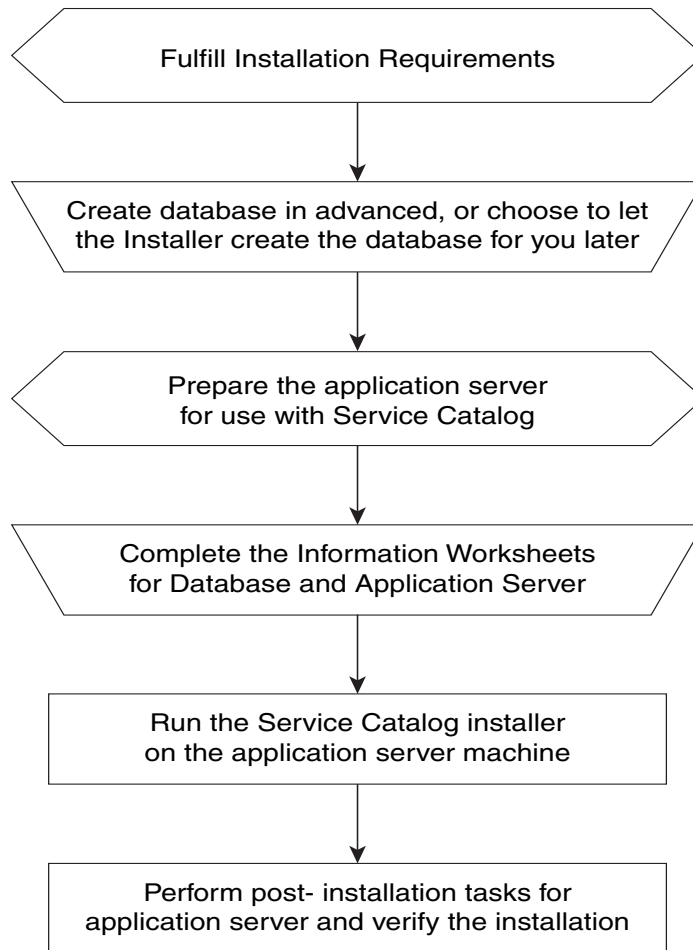 Fulfill Installation Requirements
Create database in advanced, or choose to let
the Installer create the database for you later
Prepare the application server
for use with Service Catalog
Complete the Information Worksheets
for Database and Application Server
Run the Service Catalog installer
on the application server machine
Perform post- installation tasks for
application server and verify the installation